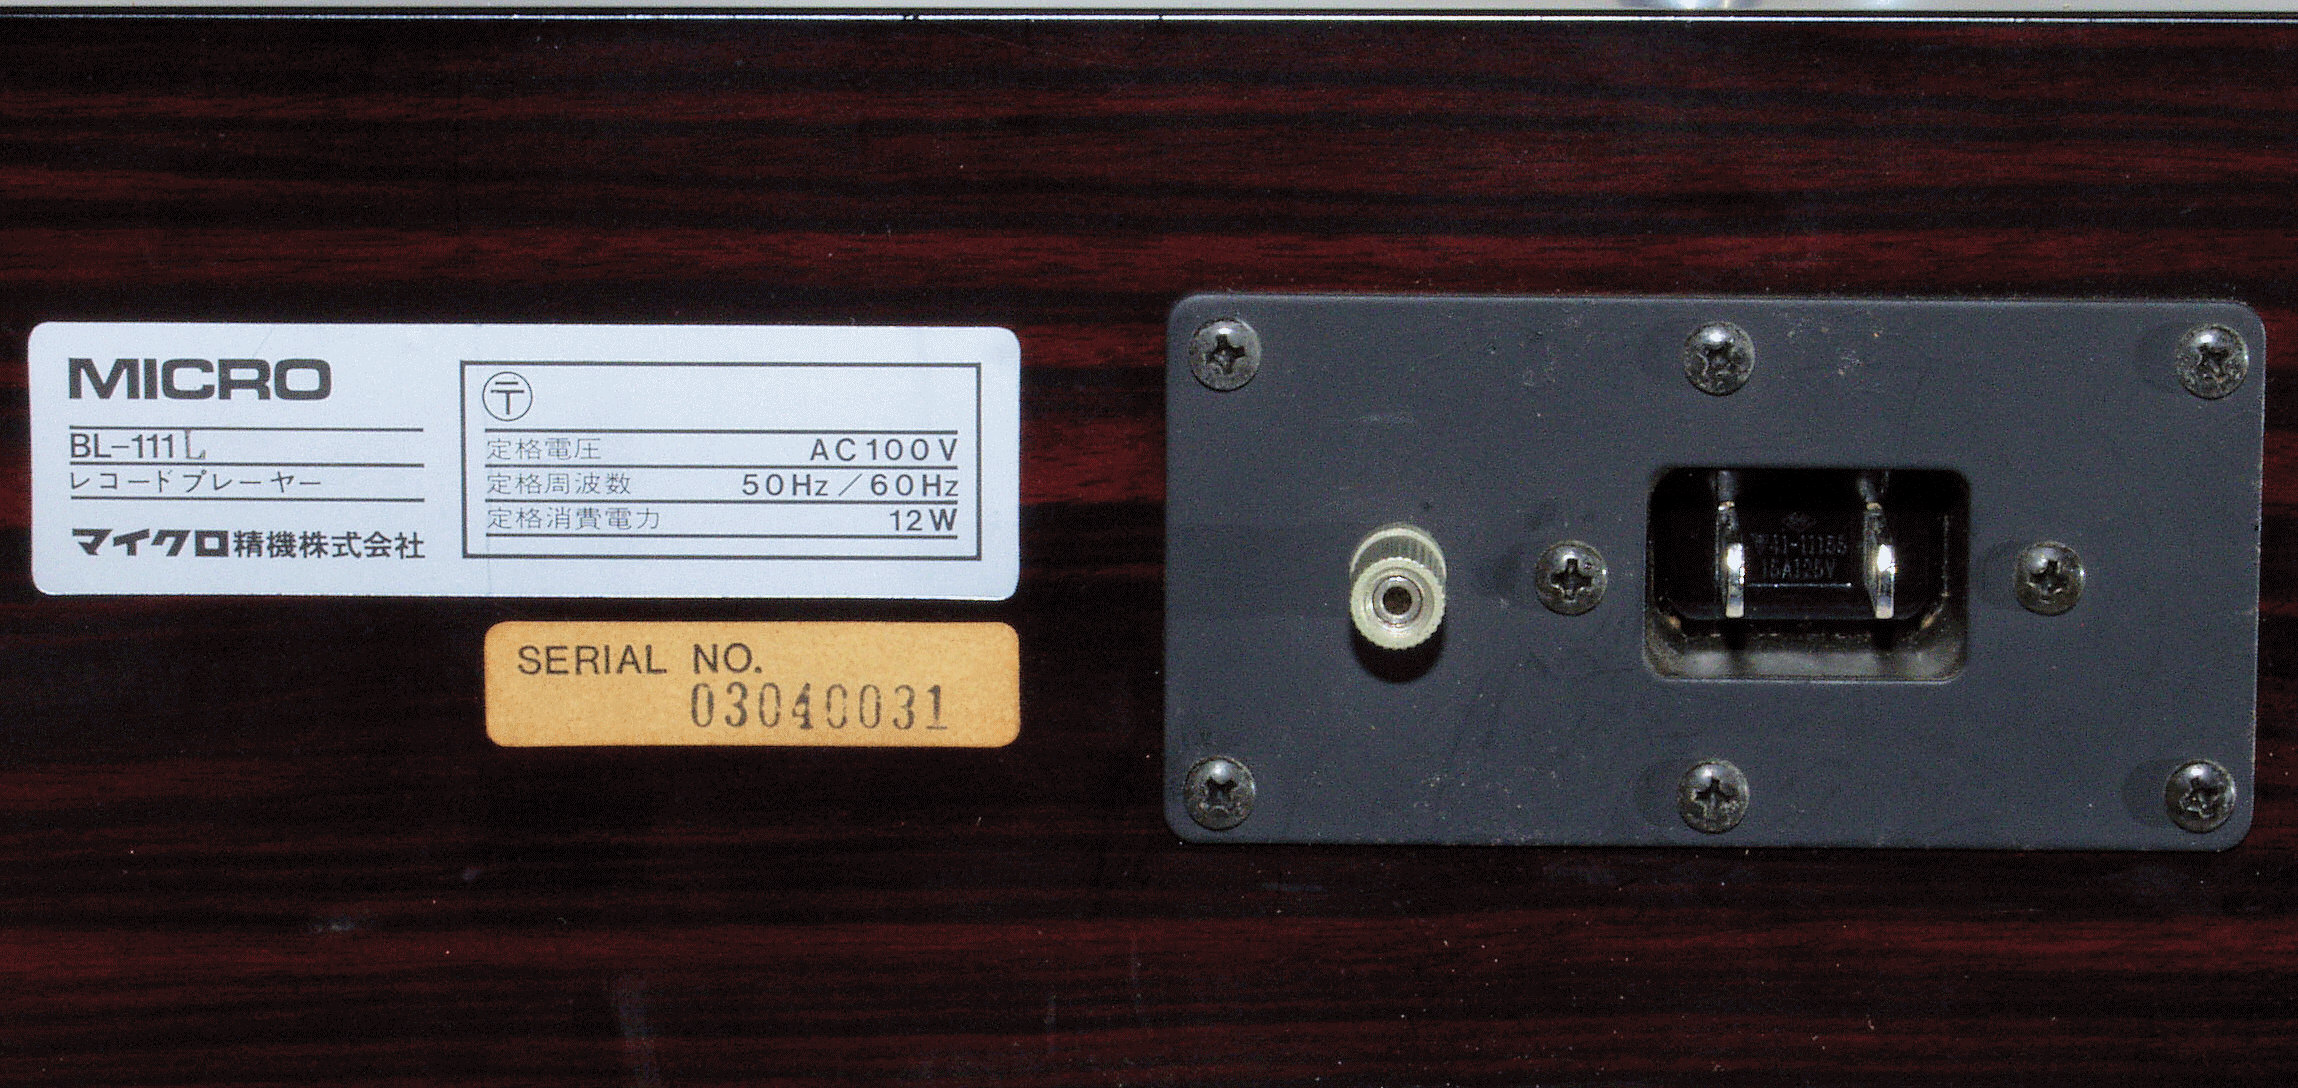 MICRO
BL-111L
レコードプレーヤー
マイクロ精機株式会社
〒
定格電圧 AC100V
定格周波数 50Hz/60Hz
定格消費電力 12W
SERIAL NO.
03040031
15A125V